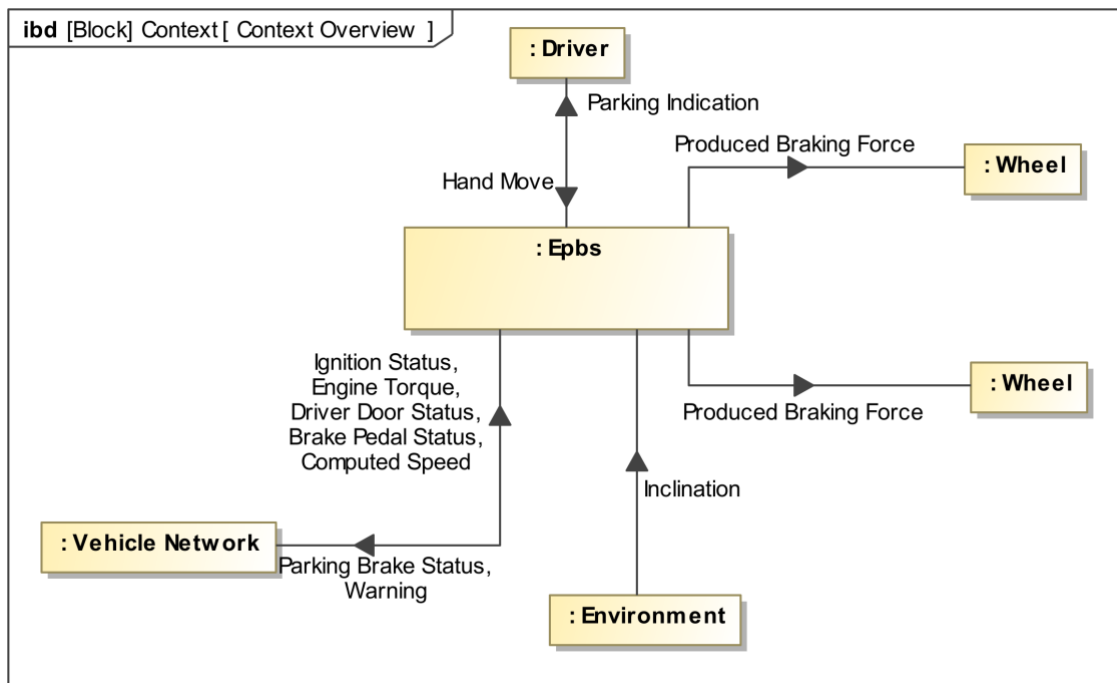 ibd [Block] Context [ Context Overview ]
: Driver
Parking Indication
Produced Braking Force
: Wheel
Hand Move
: Epbs
Ignition Status,
Engine Torque,
Driver Door Status,
Brake Pedal Status,
Computed Speed
: Wheel
Produced Braking Force
Inclination
: Vehicle Network
Parking Brake Status,
Warning
: Environment